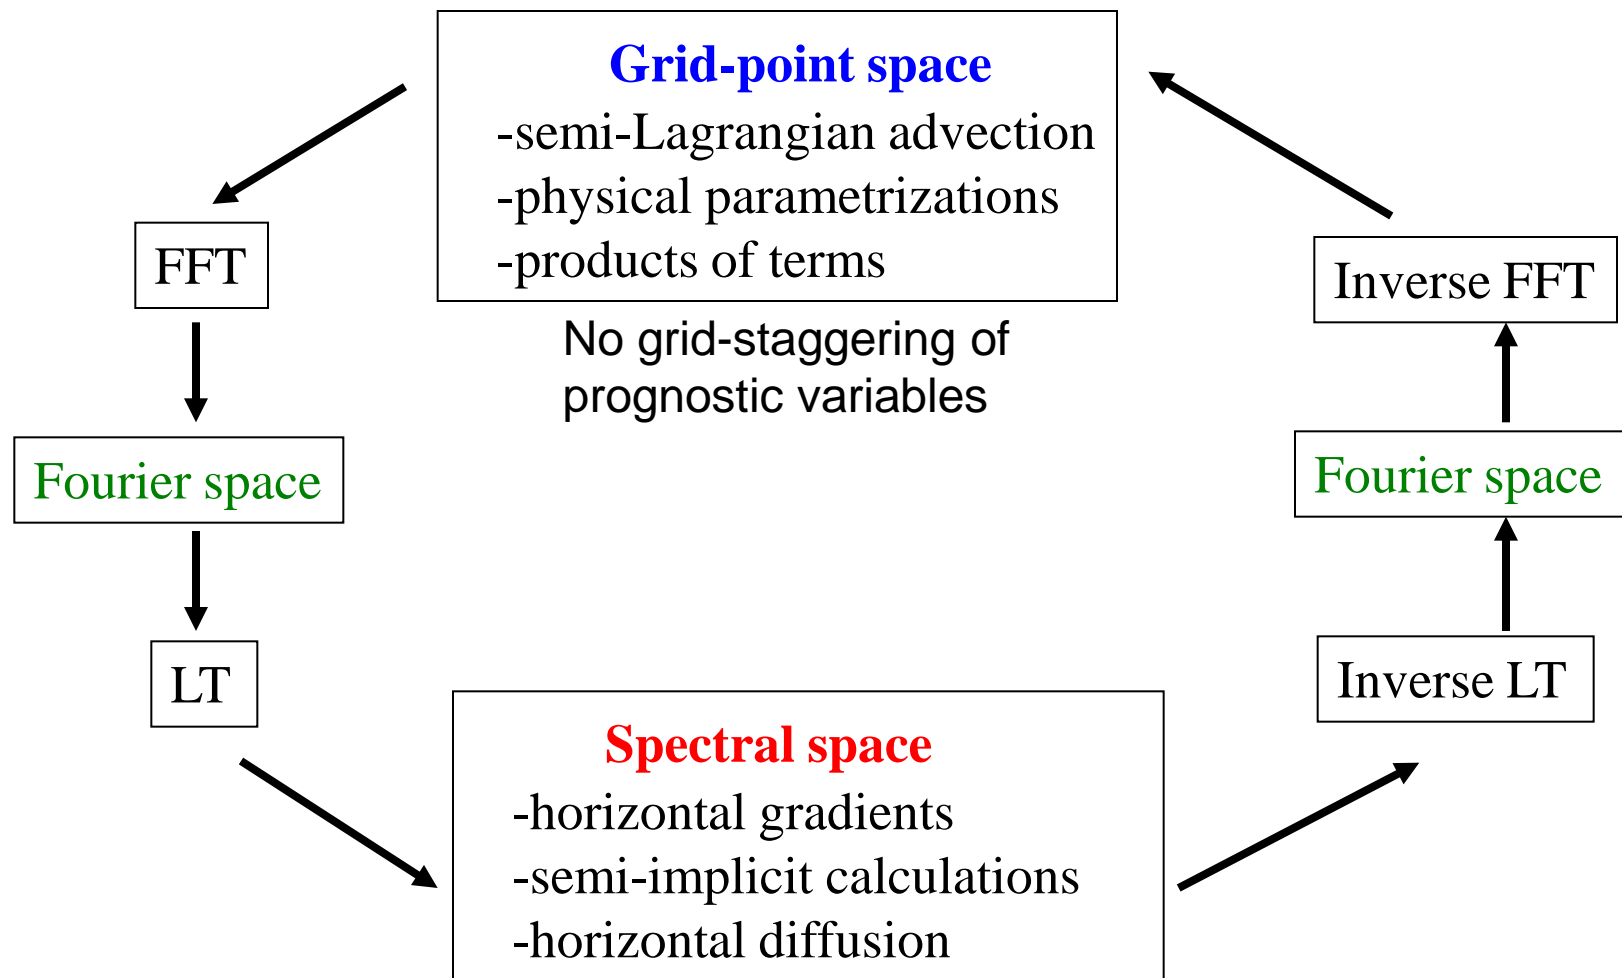 Grid-point space
-semi-Lagrangian advection
-physical parametrizations
-products of terms
No grid-staggering of
prognostic variables
FFT
Fourier space
LT
Spectral space
-horizontal gradients
-semi-implicit calculations
-horizontal diffusion
Inverse LT
Fourier space
Inverse FFT